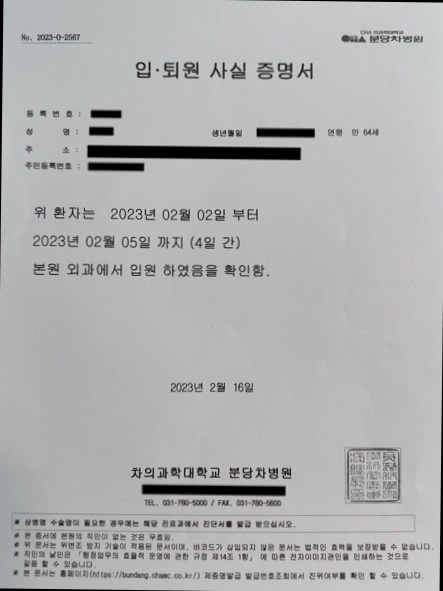 No. 2023-O-2567
CHA 의과학대학교
CHA 분당차병원
입·퇴원 사실 증명서
등 록 번 호 :
성 명 : 생년월일 연령 만 64세
주 소 :
주민등록번호 :
위 환자는 2023년 02월 02일 부터
2023년 02월 05일 까지 (4일 간)
본원 외과에서 입원 하였음을 확인함.
2023년 2월 16일
차의과학대학교 분당차병원
TEL. 031-780-5000 / FAX. 031-780-5600
※ 상병명 수술명이 필요한 경우에는 해당 진료과에서 진단서를 발급 받으십시오.
※ 본 증서에 본원의 직인이 없는 것은 무효임.
※ 위 문서는 위변조 방지 기술이 적용된 문서이며, 바코드가 삽입되지 않은 문서는 법적인 효력을 보장받을 수 없습니다.
※ 직인의 날인은 「행정업무의 효율적 운영에 관한 규정 제14조 1항」 에 따른 전자이미지관인을 인쇄하는 것으로
갈음 할 수 있습니다.
※ 본 문서는 홈페이지(https://bundang.chamc.co.kr/) 제증명발급 발급번호조회에서 진위여부를 확인 할 수 있습니다.